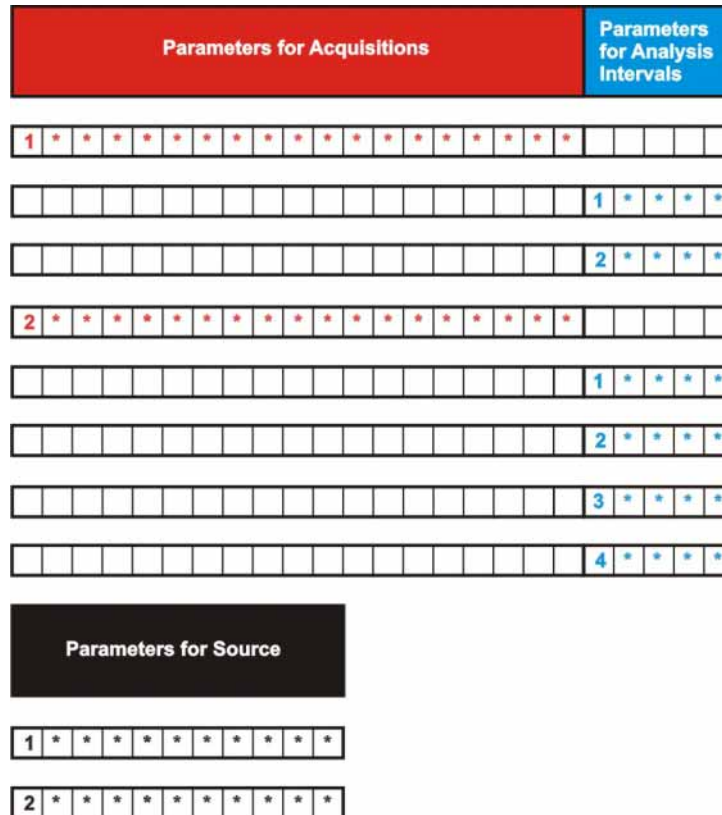 Parameters for Acquisitions
Parameters
for Analysis
Intervals
1 * * * * * * * * * * * * * * * * * *
1 * * * *
2 * * * *
2 * * * * * * * * * * * * * * * * * *
1 * * * *
2 * * * *
3 * * * *
4 * * * *
Parameters for Source
1 * * * * * * * * * *
2 * * * * * * * * * *